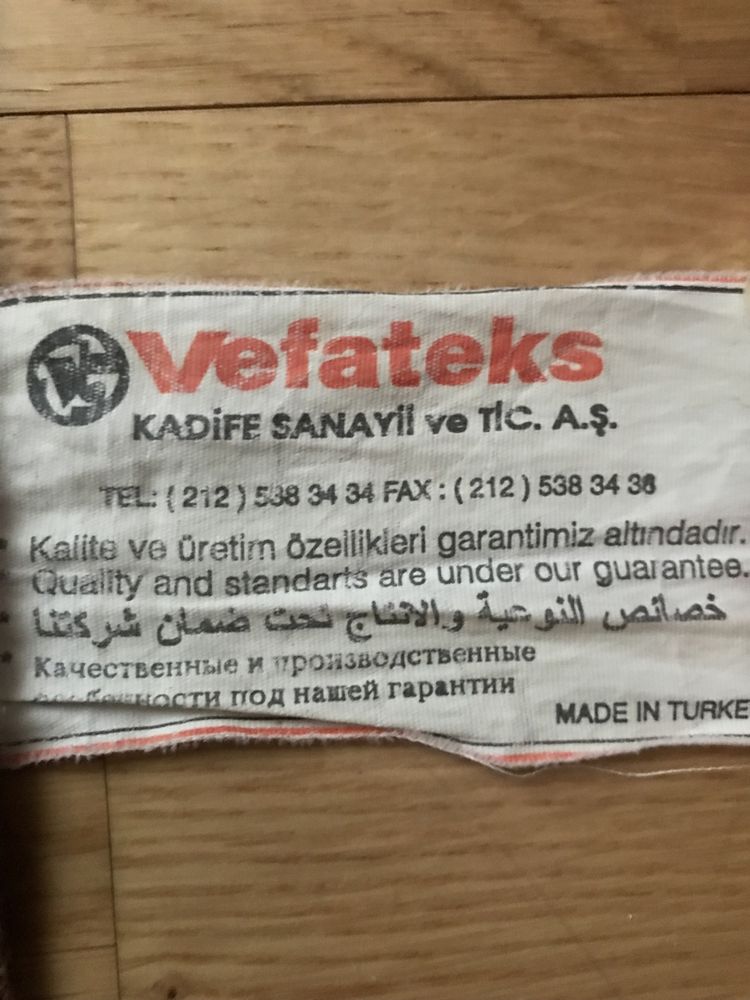 Vefateks
KADİFE SANAYİİ ve TİC. A.Ş.
TEL: ( 212 ) 538 34 34 FAX : ( 212 ) 538 34 36
Kalite ve üretim özellikleri garantimiz altındadır.
Quality and standarts are under our guarantee.
خصائص النوعية والانتاج تحت ضمان شركتنا
Качественные и производственные
особенности под нашей гарантии
MADE IN TURKE